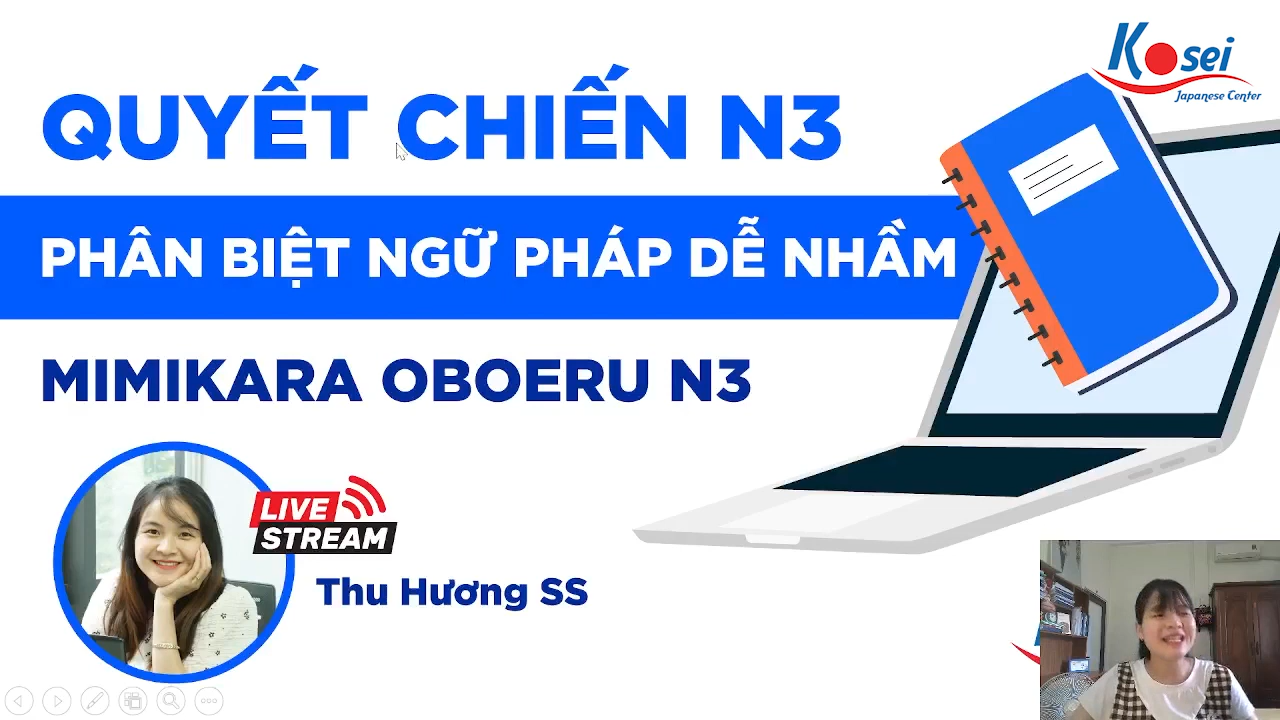 Kosei
Japanese Center
QUYẾT CHIẾN N3
PHÂN BIỆT NGỮ PHÁP DỄ NHẦM
MIMIKARA OBOERU N3
LIVE
STREAM
Thu Hương SS